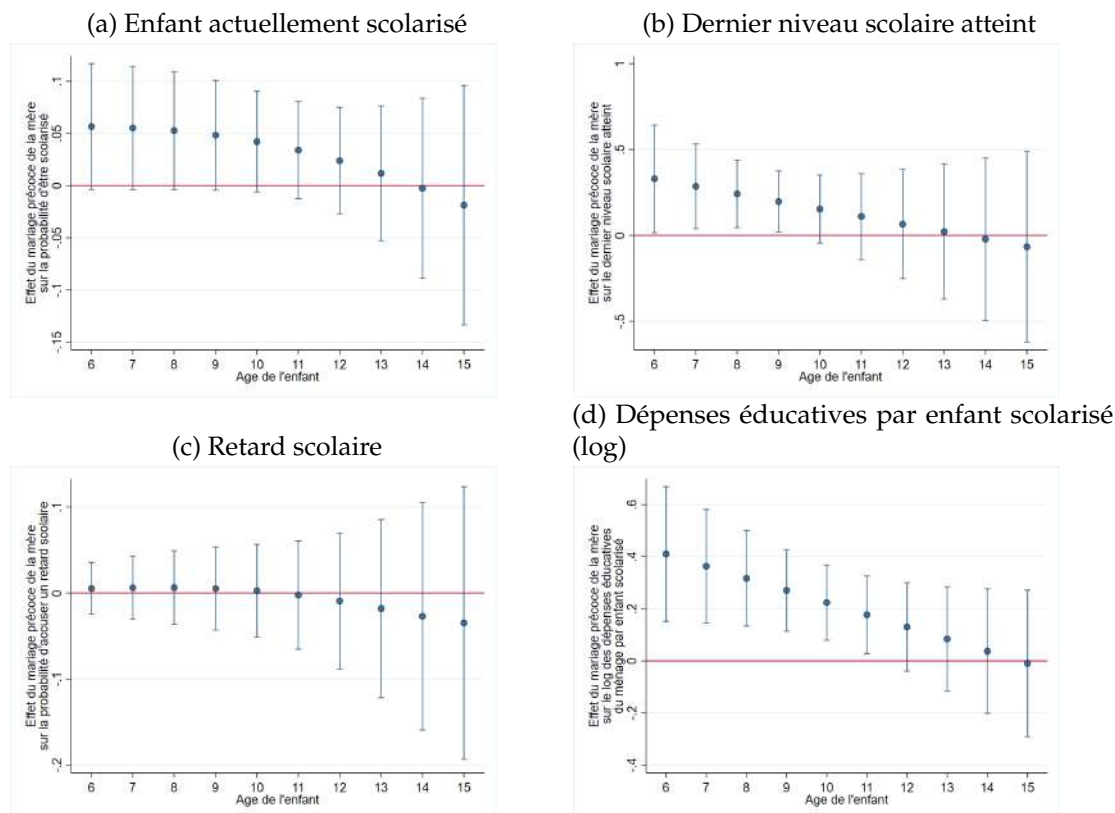 (a) Enfant actuellement scolarisé
Effet du mariage précoce de la mère
sur la probabilité d'être scolarisé
.1
.05
0
-.05
-.1
-.15
6 7 8 9 10 11 12 13 14 15
Age de l'enfant
(b) Dernier niveau scolaire atteint
Effet du mariage précoce de la mère
sur le dernier niveau scolaire atteint
1
.5
0
-.5
6 7 8 9 10 11 12 13 14 15
Age de l'enfant
(c) Retard scolaire
Effet du mariage précoce de la mère
sur la probabilité d'accuser un retard scolaire
.1
0
-.1
-.2
6 7 8 9 10 11 12 13 14 15
Age de l'enfant
(d) Dépenses éducatives par enfant scolarisé
(log)
Effet du mariage précoce de la mère
sur le log des dépenses éducatives
du ménage par enfant scolarisé
.6
.4
.2
0
-.2
-.4
6 7 8 9 10 11 12 13 14 15
Age de l'enfant